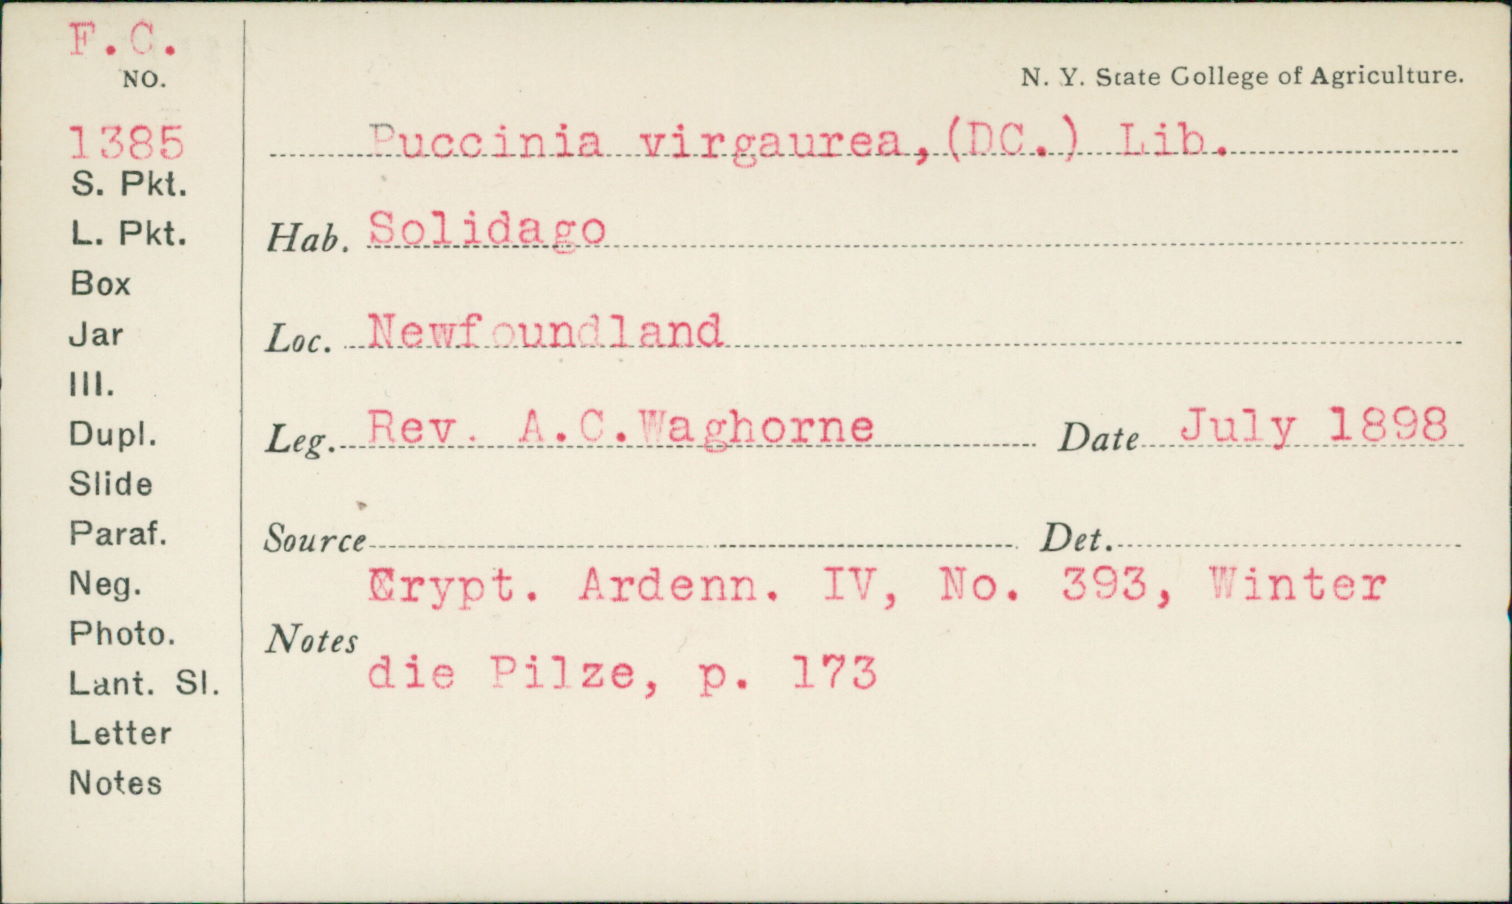 F.C.
NO.
N. Y. State College of Agriculture.
1385
Puccinia virgaurea,(DC.) Lib.
S. Pkt.
L. Pkt.
Hab. Solidago
Box
Jar
Loc. Newfoundland
Ill.
Dupl.
Leg. Rev. A.C.Waghorne Date July 1898
Slide
Paraf.
Source Det.
Neg.
Crypt. Ardenn. IV, No. 393, Winter
Photo.
Notes
die Pilze, p. 173
Lant. Sl.
Letter
Notes